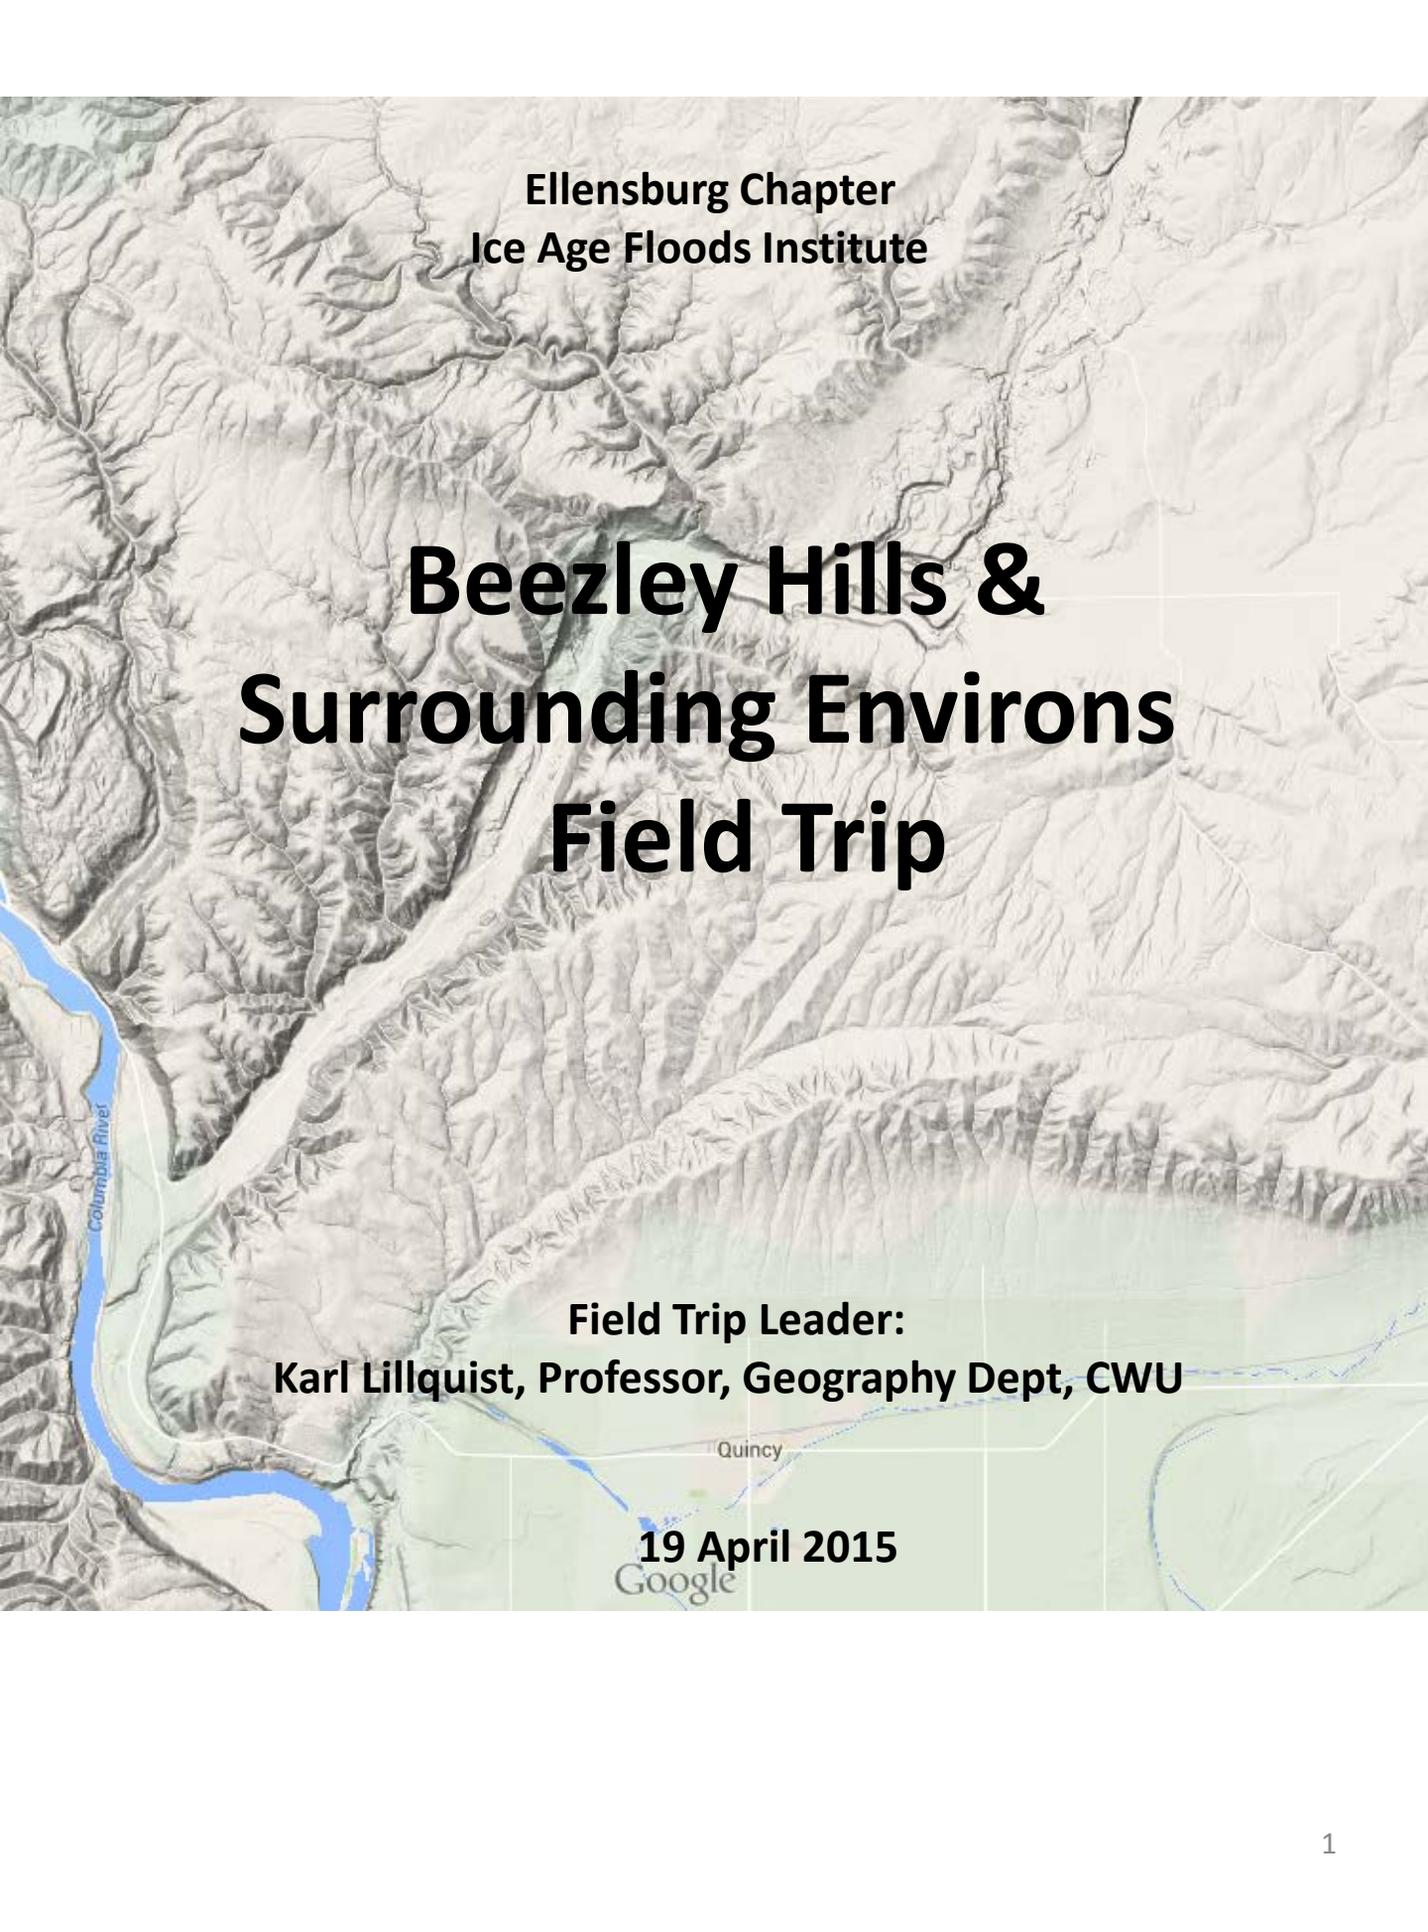 Ellensburg Chapter
Ice Age Floods Institute
Beezley Hills &
Surrounding Environs
Field Trip
Columbia River
Field Trip Leader:
Karl Lillquist, Professor, Geography Dept, CWU
Quincy
19 April 2015
Google
1